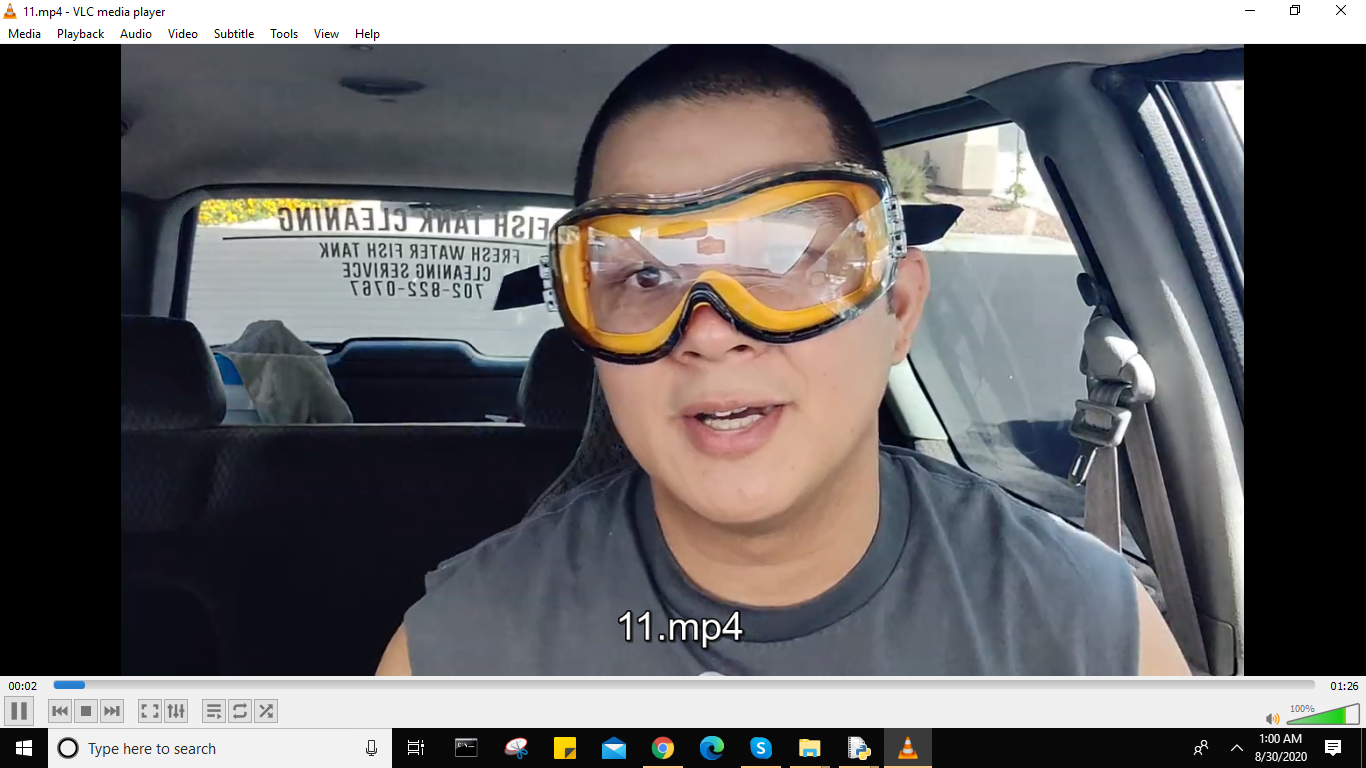 11.mp4 - VLC media player
Media Playback Audio Video Subtitle Tools View Help
FISH TANK CLEANING
FRESH WATER FISH TANK
CLEANING SERIVCE
702-822-0767
11.mp4
00:02 01:26
100%
Type here to search
1:00 AM
8/30/2020